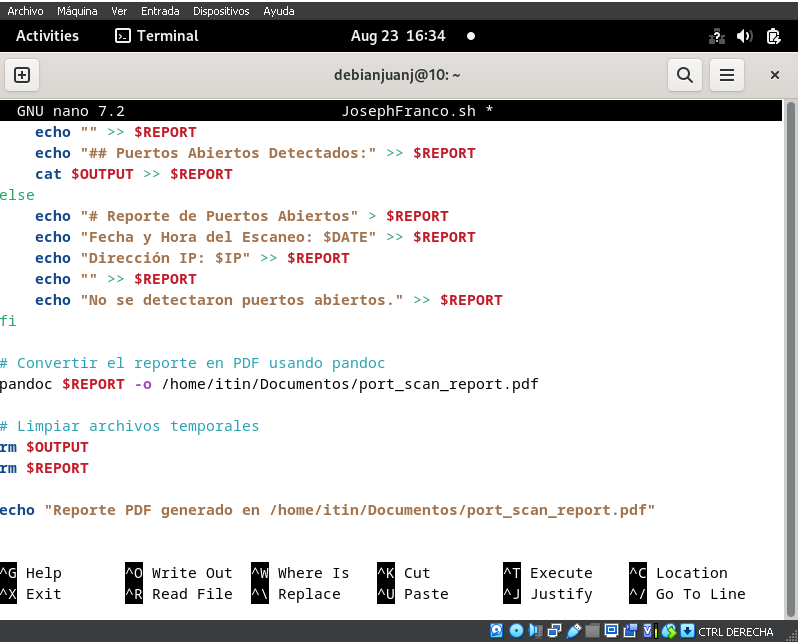 Archivo Máquina Ver Entrada Dispositivos Ayuda
Activities Terminal Aug 23 16:34
debianjuanj@10: ~
GNU nano 7.2 JosephFranco.sh *
echo "" >> $REPORT
echo "## Puertos Abiertos Detectados:" >> $REPORT
cat $OUTPUT >> $REPORT
else
echo "# Reporte de Puertos Abiertos" > $REPORT
echo "Fecha y Hora del Escaneo: $DATE" >> $REPORT
echo "Dirección IP: $IP" >> $REPORT
echo "" >> $REPORT
echo "No se detectaron puertos abiertos." >> $REPORT
fi
# Convertir el reporte en PDF usando pandoc
pandoc $REPORT -o /home/itin/Documentos/port_scan_report.pdf
# Limpiar archivos temporales
rm $OUTPUT
rm $REPORT
echo "Reporte PDF generado en /home/itin/Documentos/port_scan_report.pdf"
^G Help ^O Write Out ^W Where Is ^K Cut ^T Execute ^C Location
^X Exit ^R Read File ^\ Replace ^U Paste ^J Justify ^/ Go To Line
CTRL DERECHA